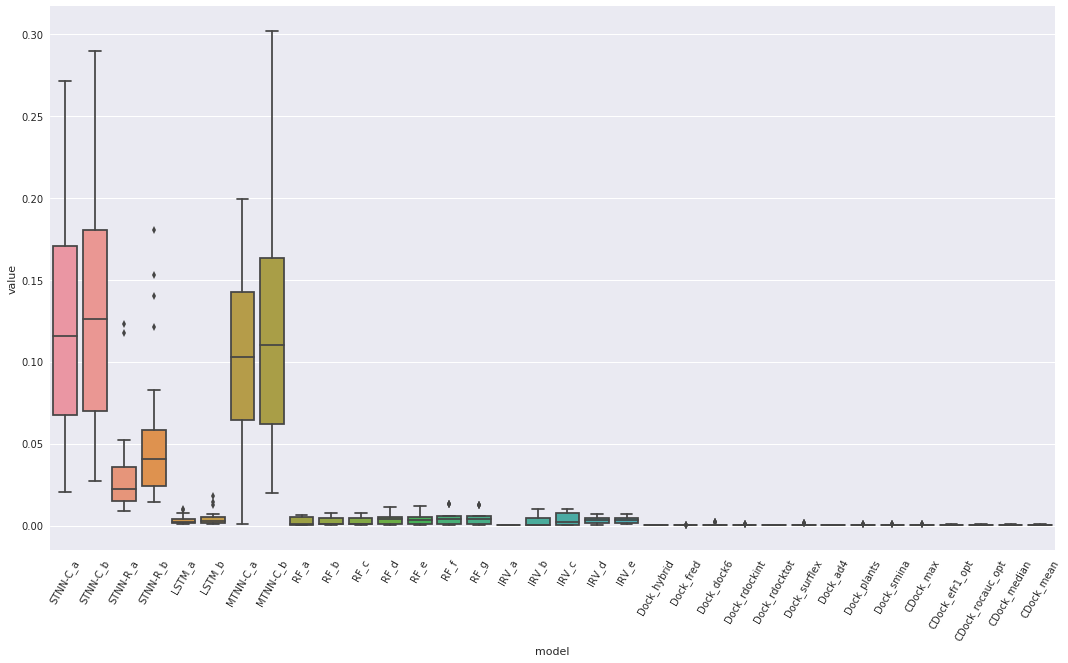 0.30
0.25
0.20
0.15
0.10
0.05
0.00
value
STNN-C_a
STNN-C_b
STNN-R_a
STNN-R_b
LSTM_a
LSTM_b
MTNN-C_a
MTNN-C_b
RF_a
RF_b
RF_c
RF_d
RF_e
RF_f
RF_g
IRV_a
IRV_b
IRV_c
IRV_d
IRV_e
Dock_hybrid
Dock_fred
Dock_dock6
Dock_rdockint
Dock_rdocktot
Dock_surflex
Dock_ad4
Dock_plants
Dock_smina
CDock_max
CDock_efr1_opt
CDock_rocauc_opt
CDock_median
CDock_mean
model